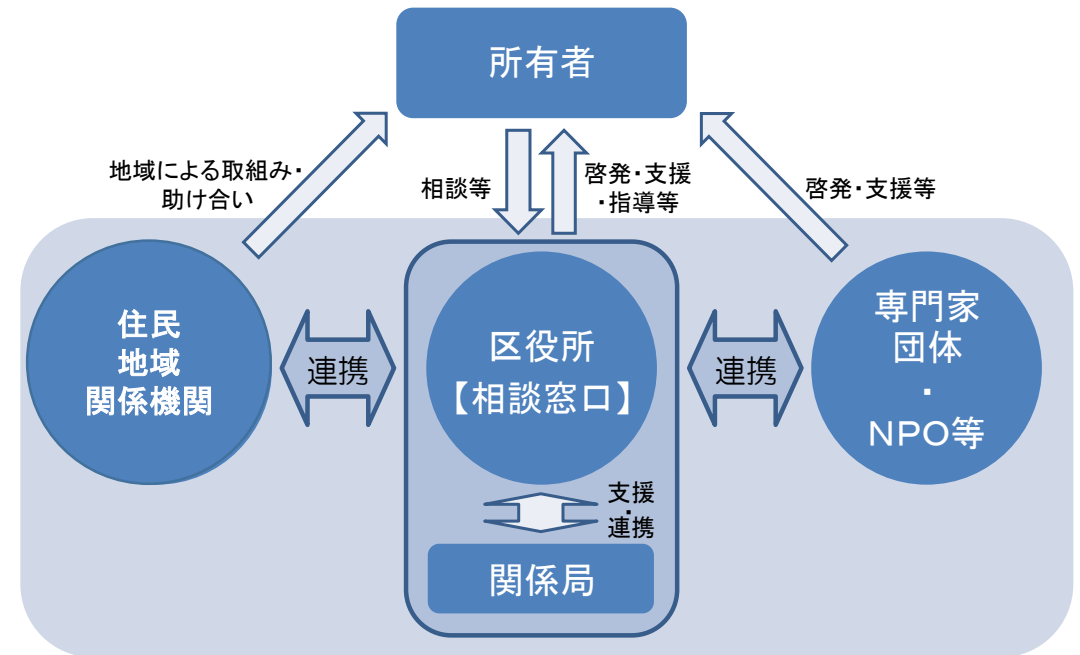 所有者
地域による取組み・
助け合い
相談等
啓発・支援
・指導等
啓発・支援等
住民
地域
関係機関
連携
区役所
【相談窓口】
連携
専門家
団体
・
NPO等
支援
・
連携
関係局